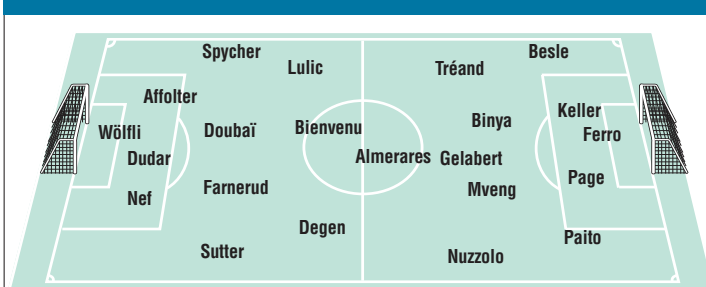 Spycher
Besle
Lulic
Tréand
Affolter
Keller
Wölfli
Doubaï
Bienvenu
Binya
Ferro
Dudar
Almerares
Gelabert
Nef
Farnerud
Mveng
Page
Degen
Paito
Sutter
Nuzzolo